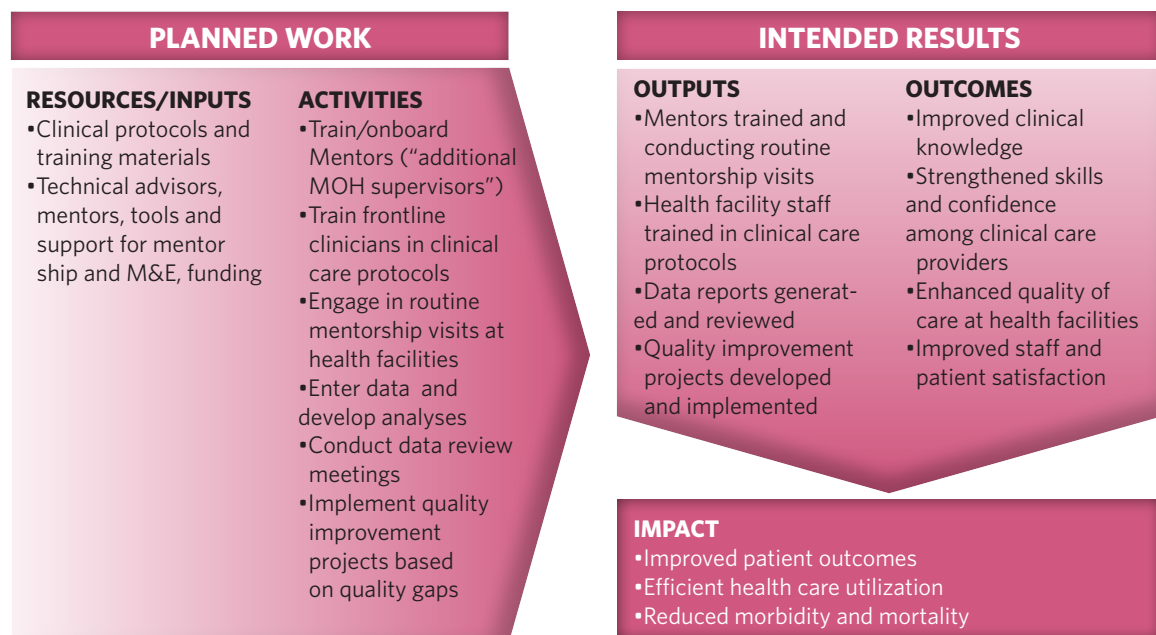 PLANNED WORK
RESOURCES/INPUTS
•Clinical protocols and
training materials
•Technical advisors,
mentors, tools and
support for mentor
ship and M&E, funding
ACTIVITIES
•Train/onboard
Mentors (“additional
MOH supervisors”)
•Train frontline
clinicians in clinical
care protocols
•Engage in routine
mentorship visits at
health facilities
•Enter data and
develop analyses
•Conduct data review
meetings
•Implement quality
improvement
projects based
on quality gaps
INTENDED RESULTS
OUTPUTS
•Mentors trained and
conducting routine
mentorship visits
•Health facility staff
trained in clinical care
protocols
•Data reports generat-
ed and reviewed
•Quality improvement
projects developed
and implemented
OUTCOMES
•Improved clinical
knowledge
•Strengthened skills
and confidence
among clinical care
providers
•Enhanced quality of
care at health facilities
•Improved staff and
patient satisfaction
IMPACT
•Improved patient outcomes
•Efficient health care utilization
•Reduced morbidity and mortality